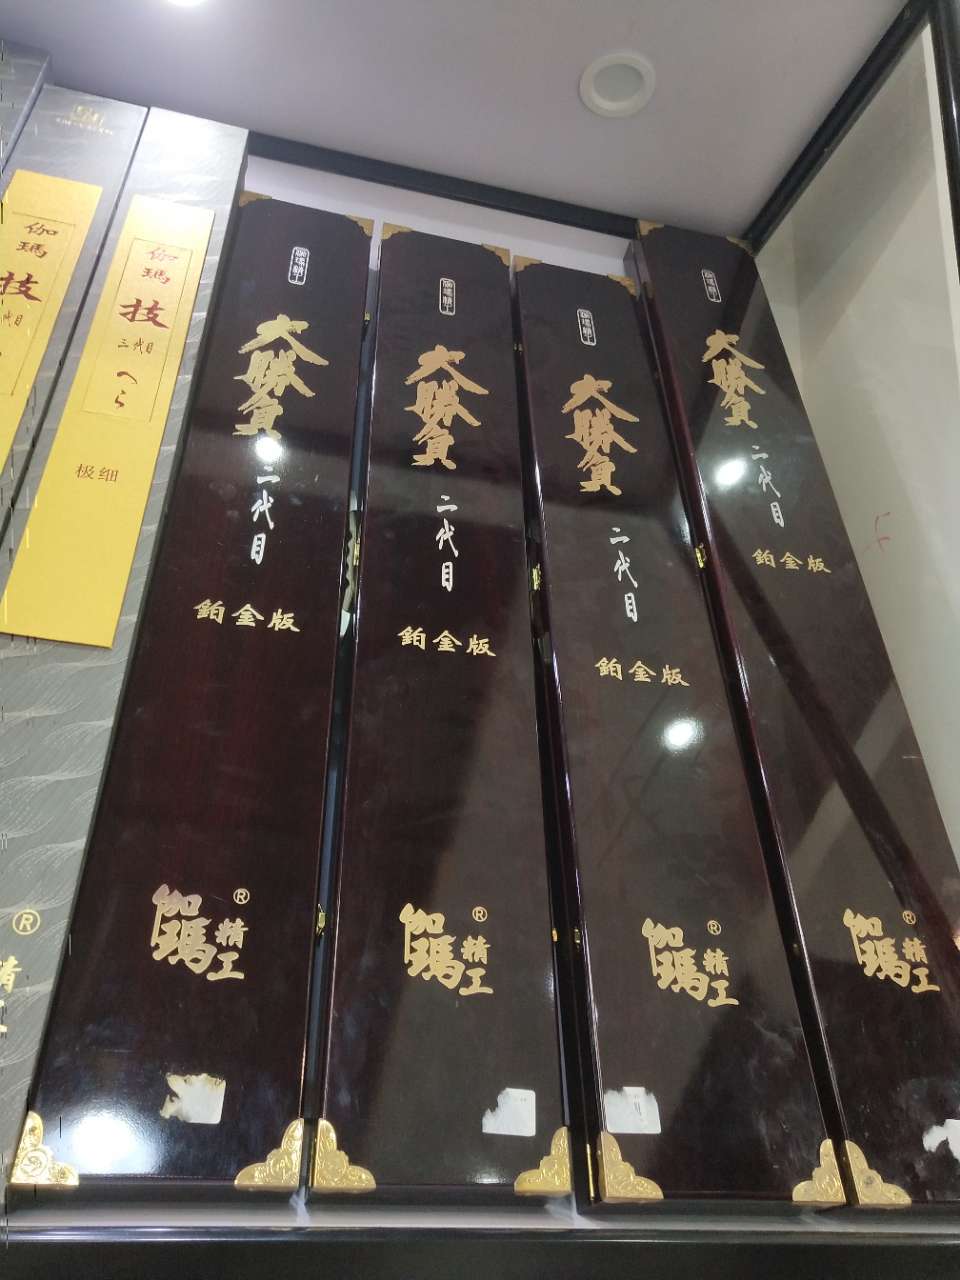 伽瑪
技
伽瑪
技
三代目
へら
极细
®
精
伽瑪精工
大勝負
二代目
鉑金版
伽瑪®
精工
伽瑪精工
大勝負
二代目
鉑金版
伽瑪®
精工
伽瑪精工
大勝負
二代目
鉑金版
伽瑪®
精工
伽瑪精工
大勝負
二代目
鉑金版
伽瑪®
精工